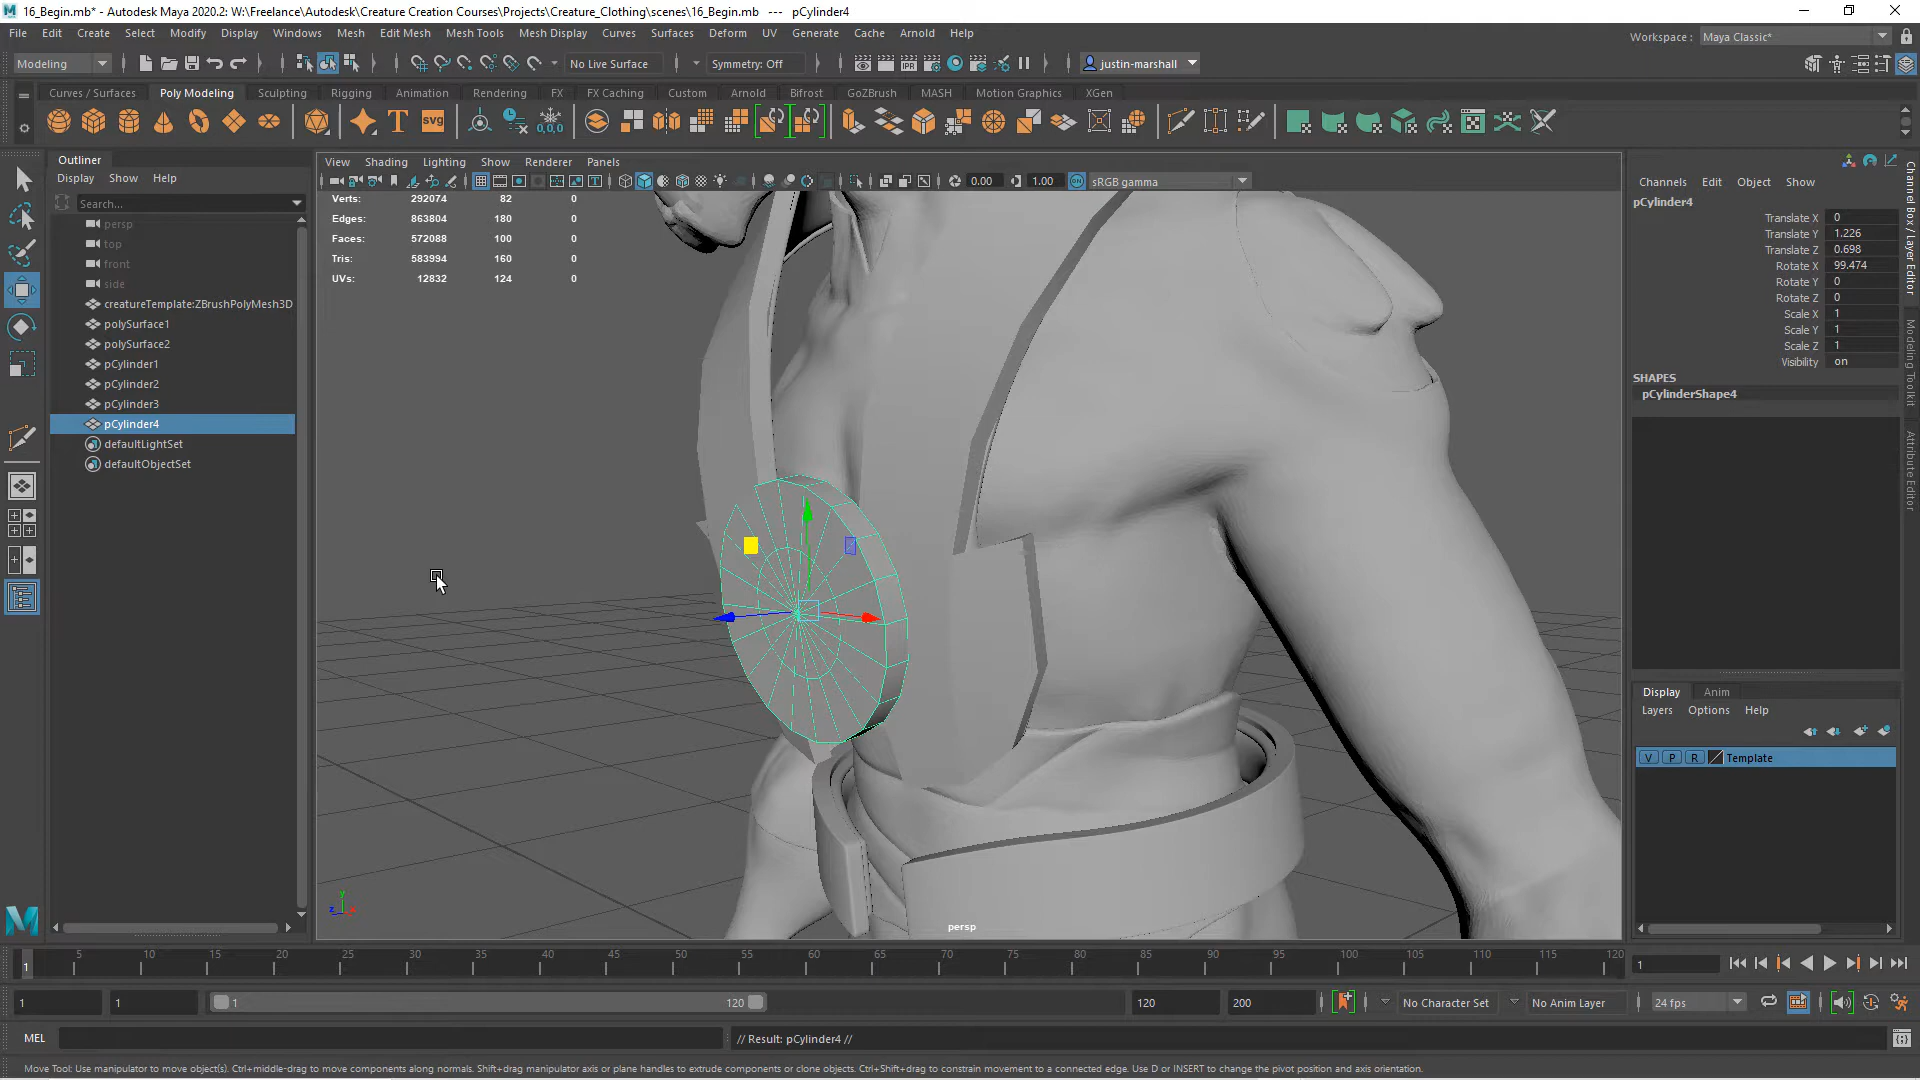 16_Begin.mb* - Autodesk Maya 2020.2: W:\Freelance\Autodesk\Creature Creation Courses\Projects\Creature_Clothing\scenes\16_Begin.mb --- pCylinder4
File Edit Create Select Modify Display Windows Mesh Edit Mesh Mesh Tools Mesh Display Curves Surfaces Deform UV Generate Cache Arnold Help
Workspace : Maya Classic*
Modeling No Live Surface Symmetry: Off justin-marshall
Curves / Surfaces Poly Modeling Sculpting Rigging Animation Rendering FX FX Caching Custom Arnold Bifrost GoZBrush MASH Motion Graphics XGen
T svg 0,0,0
Outliner
Display Show Help
Search...
persp
top
front
side
creatureTemplate:ZBrushPolyMesh3D
polySurface1
polySurface2
pCylinder1
pCylinder2
pCylinder3
pCylinder4
defaultLightSet
defaultObjectSet
View Shading Lighting Show Renderer Panels
0.00 1.00 sRGB gamma
Verts: 292074 82 0
Edges: 863804 180 0
Faces: 572088 100 0
Tris: 583994 160 0
UVs: 12832 124 0
persp
Channels Edit Object Show
pCylinder4
Translate X 0
Translate Y 1.226
Translate Z 0.698
Rotate X 99.474
Rotate Y 0
Rotate Z 0
Scale X 1
Scale Y 1
Scale Z 1
Visibility on
SHAPES
pCylinderShape4
Channel Box / Layer Editor
Modeling Toolkit
Attribute Editor
Display Anim
Layers Options Help
V P R Template
1 5 10 15 20 25 30 35 40 45 50 55 60 65 70 75 80 85 90 95 100 105 110 115 120
1
1 1 1 120 120 200 No Character Set No Anim Layer 24 fps
MEL // Result: pCylinder4 //
Move Tool: Use manipulator to move object(s). Ctrl+middle-drag to move components along normals. Shift+drag manipulator axis or plane handles to extrude components or clone objects. Ctrl+Shift+drag to constrain movement to a connected edge. Use D or INSERT to change the pivot position and axis orientation.